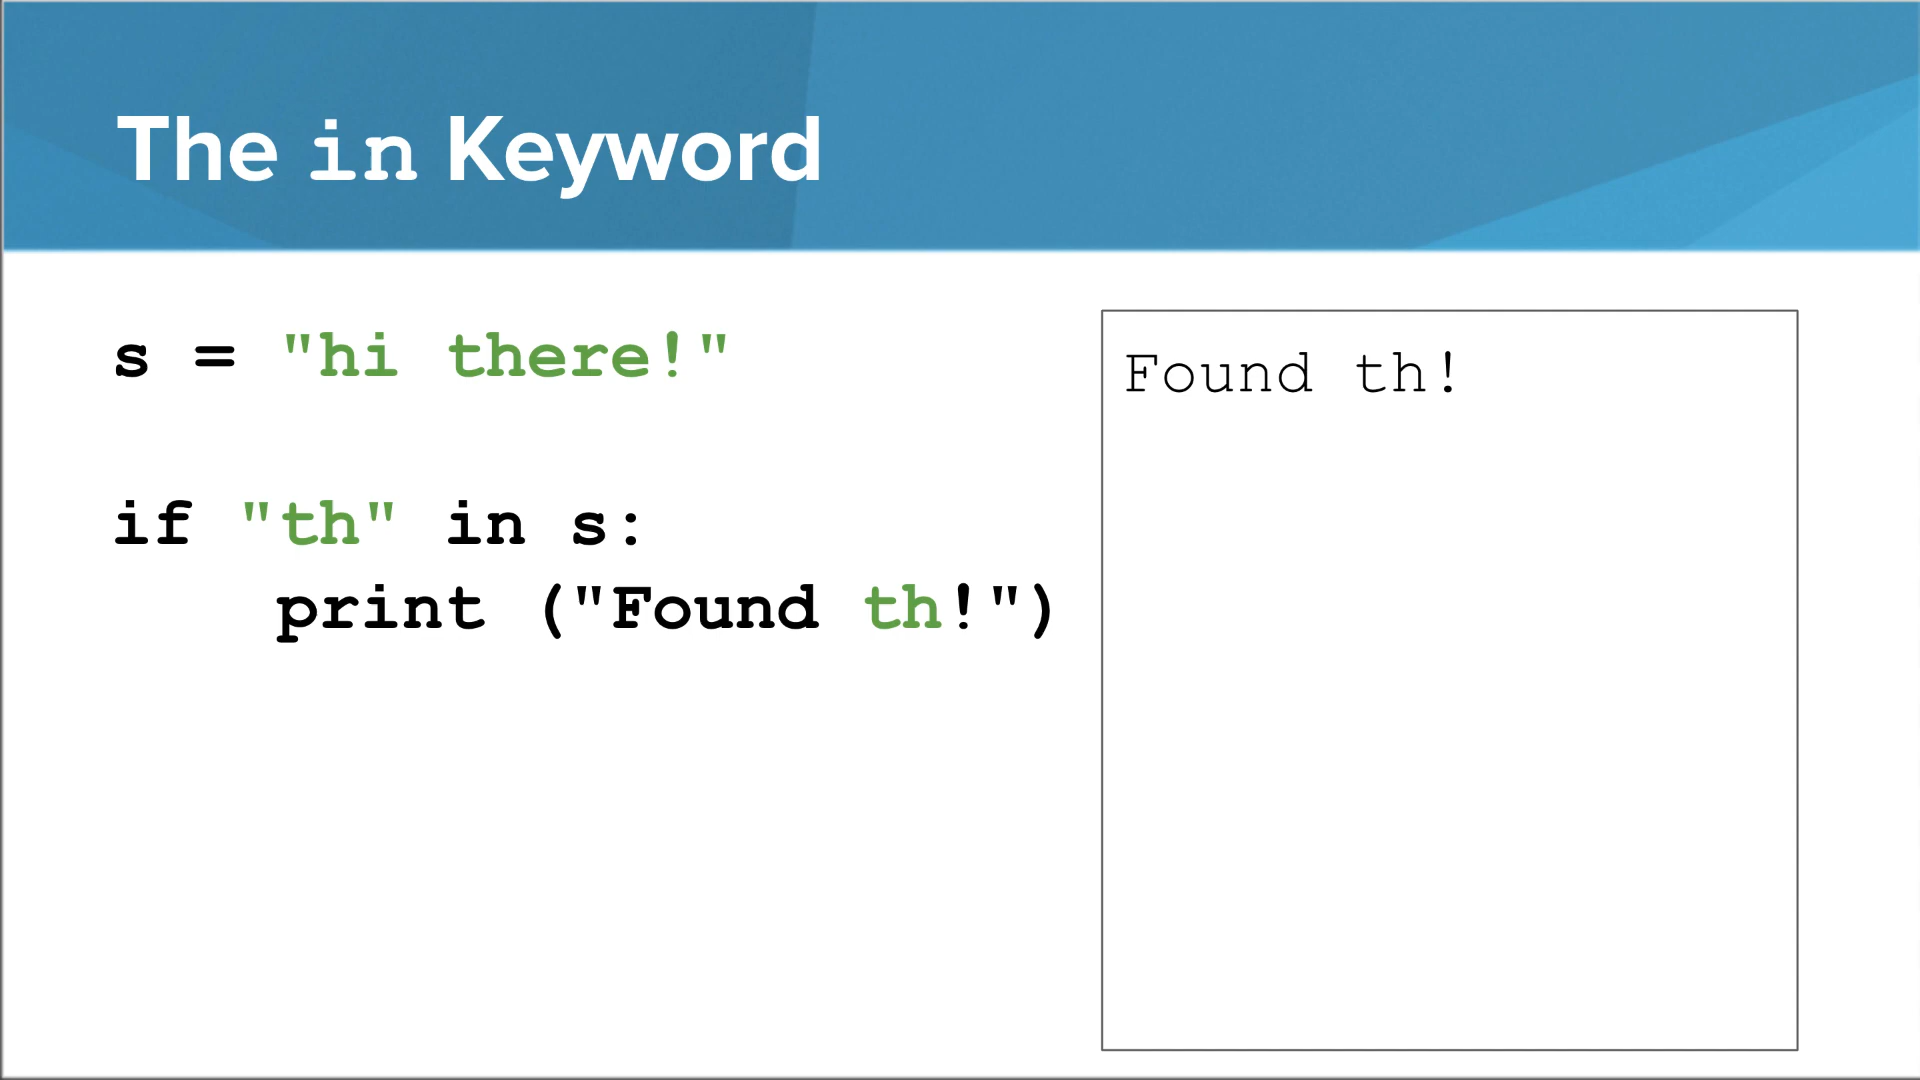 The in Keyword
s = "hi there!"
if "th" in s:
print ("Found th!")
Found th!